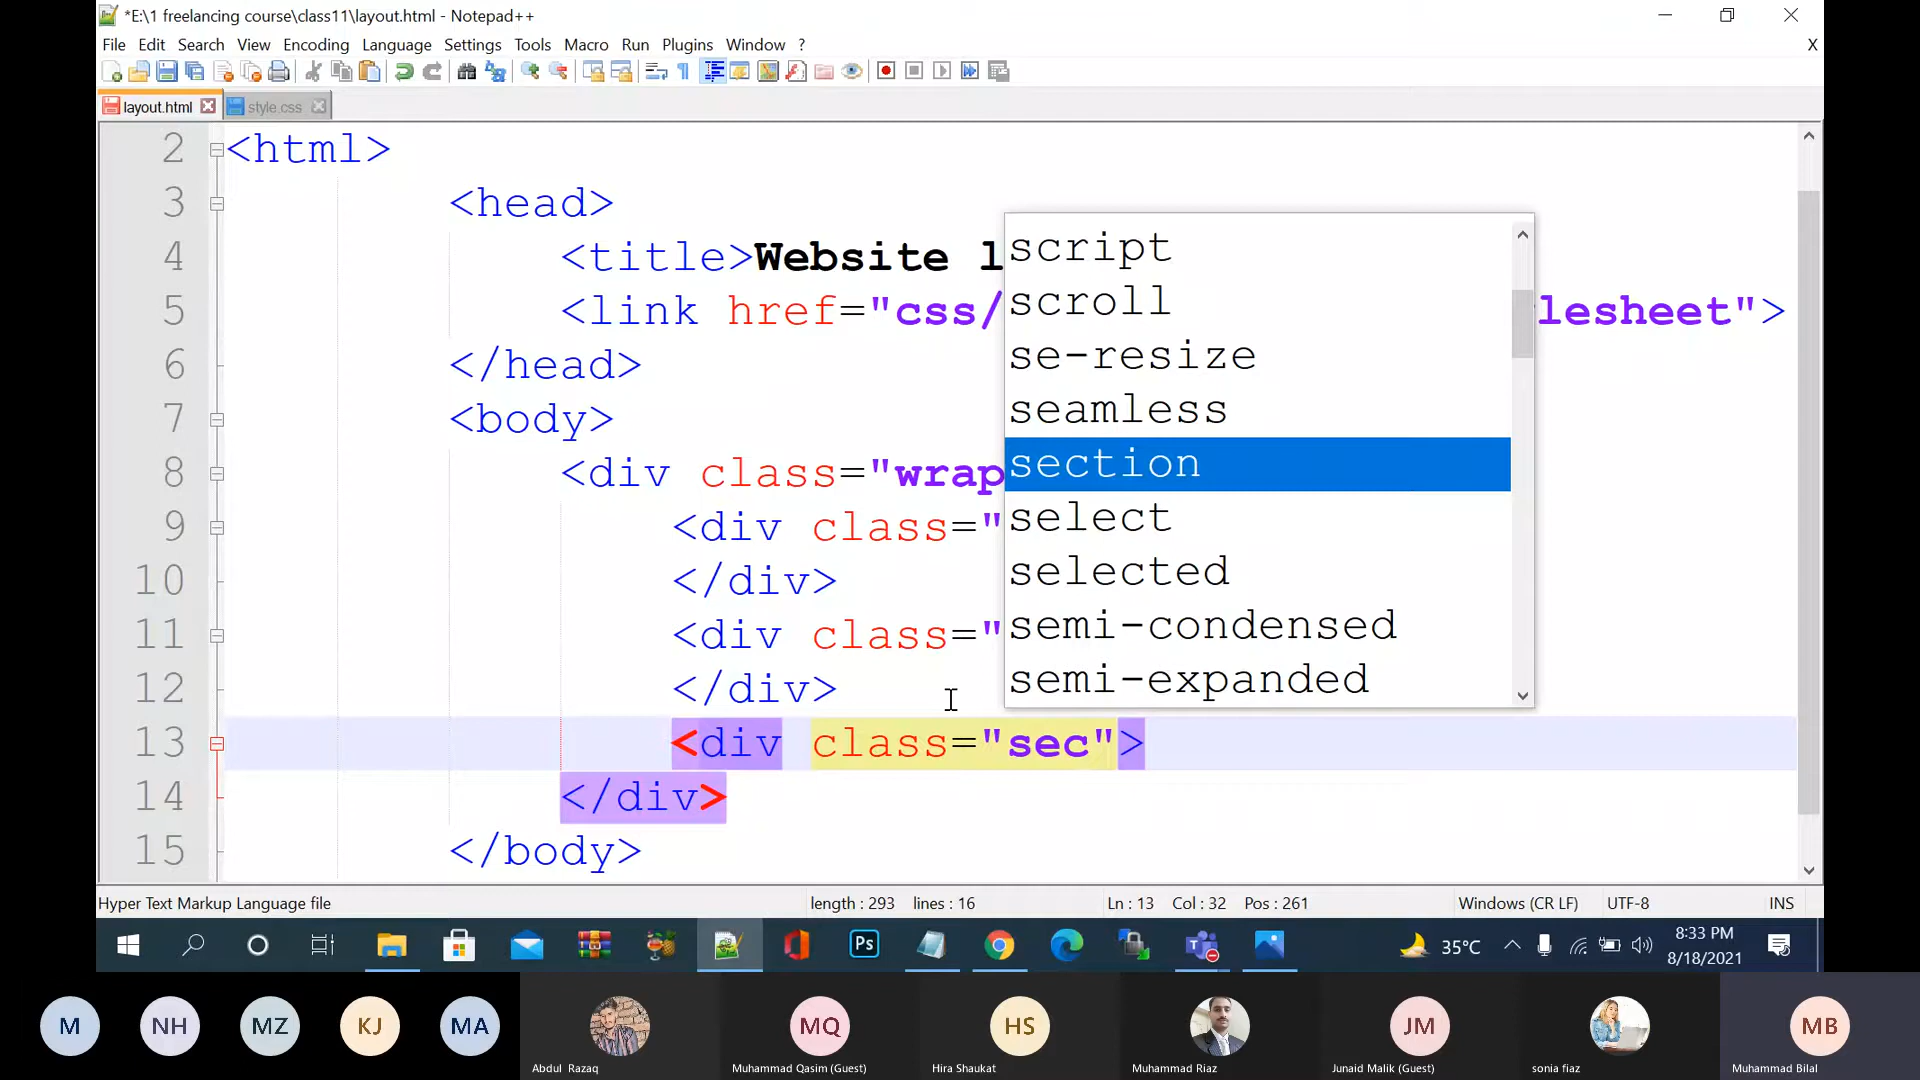 *E:\1 freelancing course\class11\layout.html - Notepad++
File Edit Search View Encoding Language Settings Tools Macro Run Plugins Window ? X
layout.html style.css
2 <html>
3 <head>
4 <title>Website l
5 <link href="css/ lesheet">
6 </head>
7 <body>
8 <div class="wrap
9 <div class="
10 </div>
11 <div class="
12 </div>
13 <div class="sec">
14 </div>
15 </body>
script
scroll
se-resize
seamless
section
select
selected
semi-condensed
semi-expanded
Hyper Text Markup Language file length : 293 lines : 16 Ln : 13 Col : 32 Pos : 261 Windows (CR LF) UTF-8 INS
Ps 35°C 8:33 PM
8/18/2021
M NH MZ KJ MA MQ HS JM MB
Abdul Razaq Muhammad Qasim (Guest) Hira Shaukat Muhammad Riaz Junaid Malik (Guest) sonia fiaz Muhammad Bilal